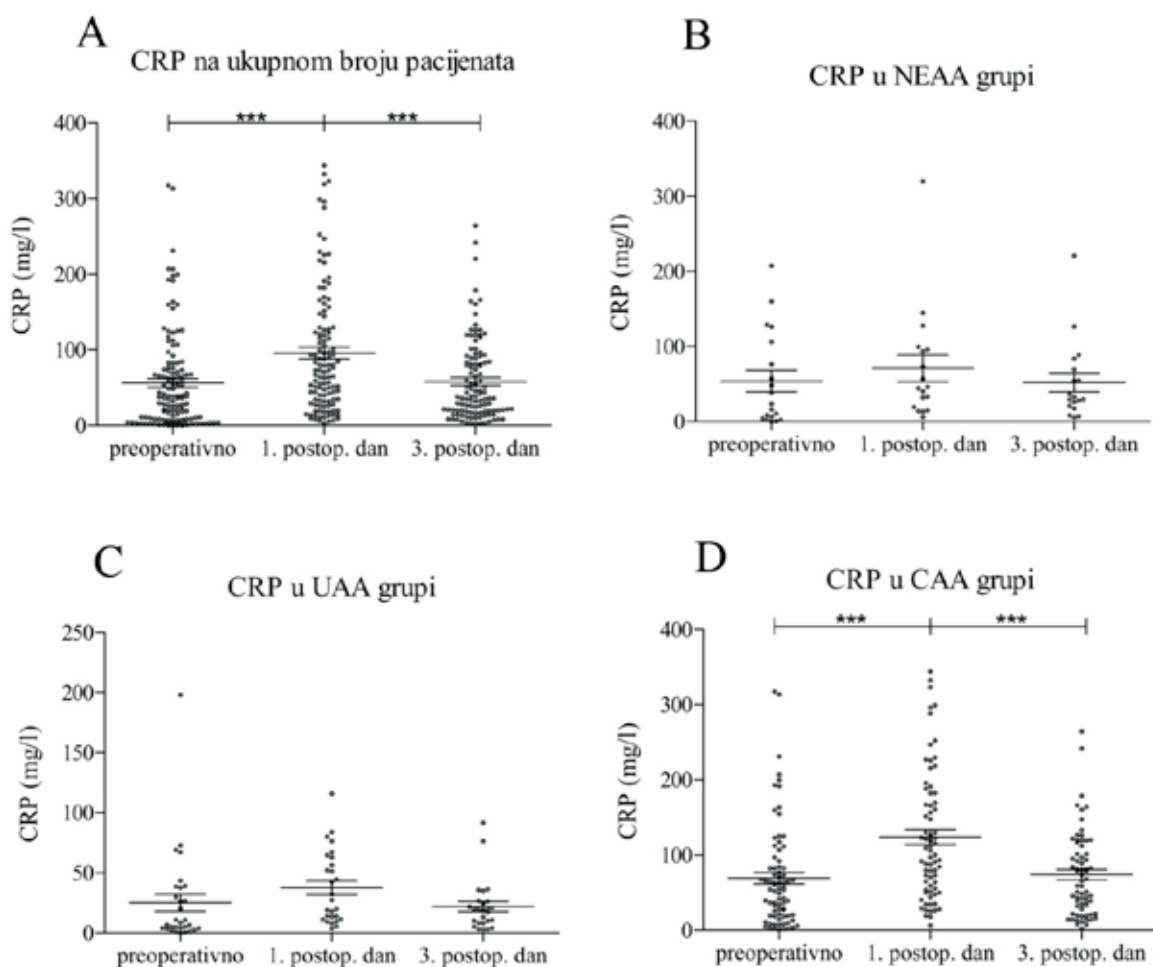 A
CRP na ukupnom broju pacijenata
*** ***
CRP (mg/l)
400
300
200
100
0
preoperativno 1. postop. dan 3. postop. dan
B
CRP u NEAA grupi
CRP (mg/l)
400
300
200
100
0
preoperativno 1. postop. dan 3. postop. dan
C
CRP u UAA grupi
CRP (mg/l)
250
200
150
100
50
0
preoperativno 1. postop. dan 3. postop. dan
D
CRP u CAA grupi
*** ***
CRP (mg/l)
400
300
200
100
0
preoperativno 1. postop. dan 3. postop. dan